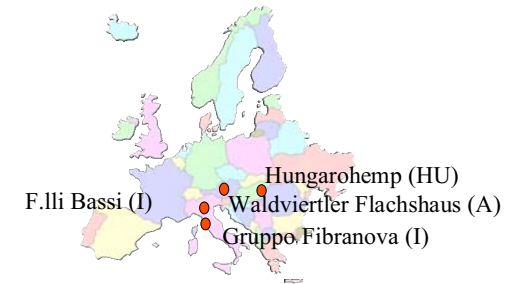 Hungarohemp (HU)
F.lli Bassi (I)
Waldviertler Flachshaus (A)
Gruppo Fibranova (I)